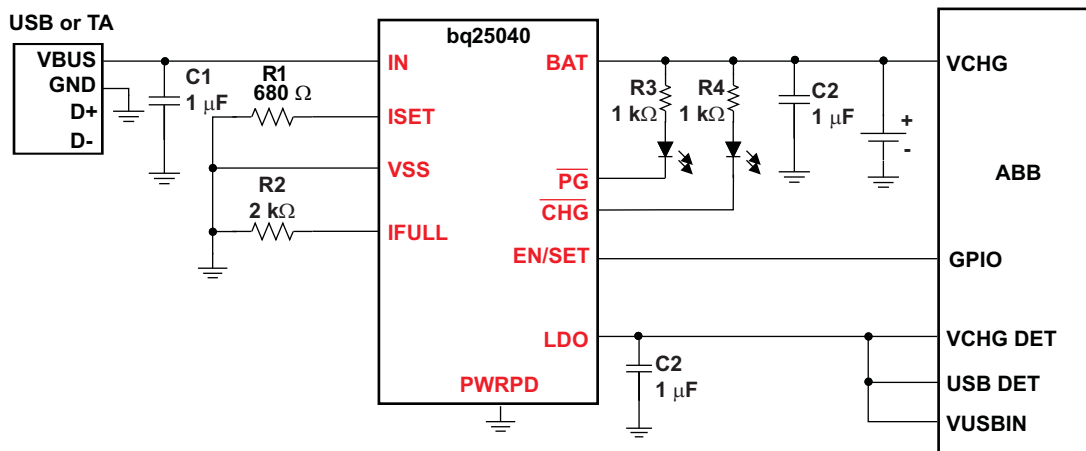 USB or TA
VBUS
GND
D+
D-
C1
1 μF
R1
680 Ω
R2
2 kΩ
bq25040
IN
ISET
VSS
IFULL
BAT
PG
CHG
EN/SET
LDO
PWRPD
R3
1 kΩ
R4
1 kΩ
C2
1 μF
+
-
C2
1 μF
VCHG
ABB
GPIO
VCHG DET
USB DET
VUSBIN